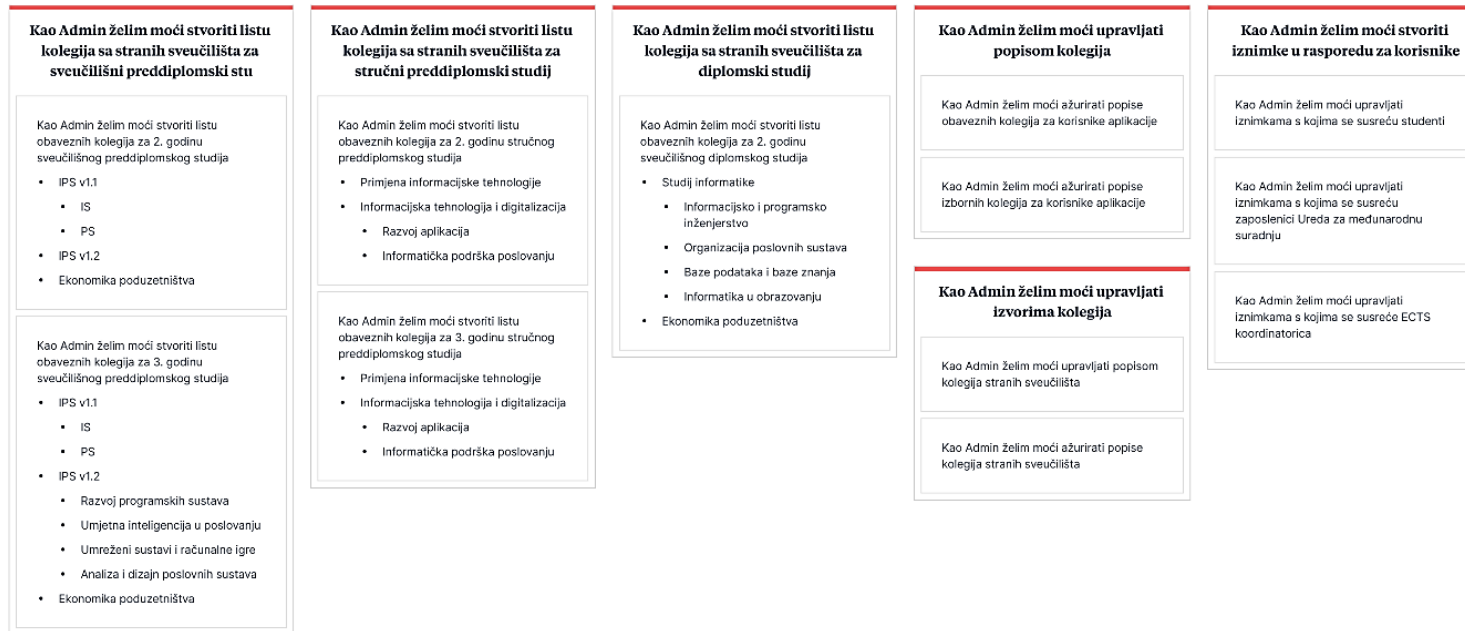 Kao Admin želim moći stvoriti listu
kolegija sa stranih sveučilišta za
sveučilišni preddiplomski stu
Kao Admin želim moći stvoriti listu
obaveznih kolegija za 2. godinu
sveučilišnog preddiplomskog studija
• IPS v1.1
▪ IS
▪ PS
• IPS v1.2
• Ekonomika poduzetništva
Kao Admin želim moći stvoriti listu
obaveznih kolegija za 3. godinu
sveučilišnog preddiplomskog studija
• IPS v1.1
▪ IS
▪ PS
• IPS v1.2
▪ Razvoj programskih sustava
▪ Umjetna inteligencija u poslovanju
▪ Umreženi sustavi i računalne igre
▪ Analiza i dizajn poslovnih sustava
• Ekonomika poduzetništva
Kao Admin želim moći stvoriti listu
kolegija sa stranih sveučilišta za
stručni preddiplomski studij
Kao Admin želim moći stvoriti listu
obaveznih kolegija za 2. godinu stručnog
preddiplomskog studija
• Primjena informacijske tehnologije
• Informacijska tehnologija i digitalizacija
▪ Razvoj aplikacija
▪ Informatička podrška poslovanju
Kao Admin želim moći stvoriti listu
obaveznih kolegija za 3. godinu stručnog
preddiplomskog studija
• Primjena informacijske tehnologije
• Informacijska tehnologija i digitalizacija
▪ Razvoj aplikacija
▪ Informatička podrška poslovanju
Kao Admin želim moći stvoriti listu
kolegija sa stranih sveučilišta za
diplomski studij
Kao Admin želim moći stvoriti listu
obaveznih kolegija za 2. godinu
sveučilišnog diplomskog studija
• Studij informatike
▪ Informacijsko i programsko
inženjerstvo
▪ Organizacija poslovnih sustava
▪ Baze podataka i baze znanja
▪ Informatika u obrazovanju
• Ekonomika poduzetništva
Kao Admin želim moći upravljati
popisom kolegija
Kao Admin želim moći ažurirati popise
obaveznih kolegija za korisnike aplikacije
Kao Admin želim moći ažurirati popise
izbornih kolegija za korisnike aplikacije
Kao Admin želim moći upravljati
izvorima kolegija
Kao Admin želim moći upravljati popisom
kolegija stranih sveučilišta
Kao Admin želim moći ažurirati popise
kolegija stranih sveučilišta
Kao Admin želim moći stvoriti
iznimke u rasporedu za korisnike
Kao Admin želim moći upravljati
iznimkama s kojima se susreću studenti
Kao Admin želim moći upravljati
iznimkama s kojima se susreću
zaposlenici Ureda za međunarodnu
suradnju
Kao Admin želim moći upravljati
iznimkama s kojima se susreće ECTS
koordinatorica